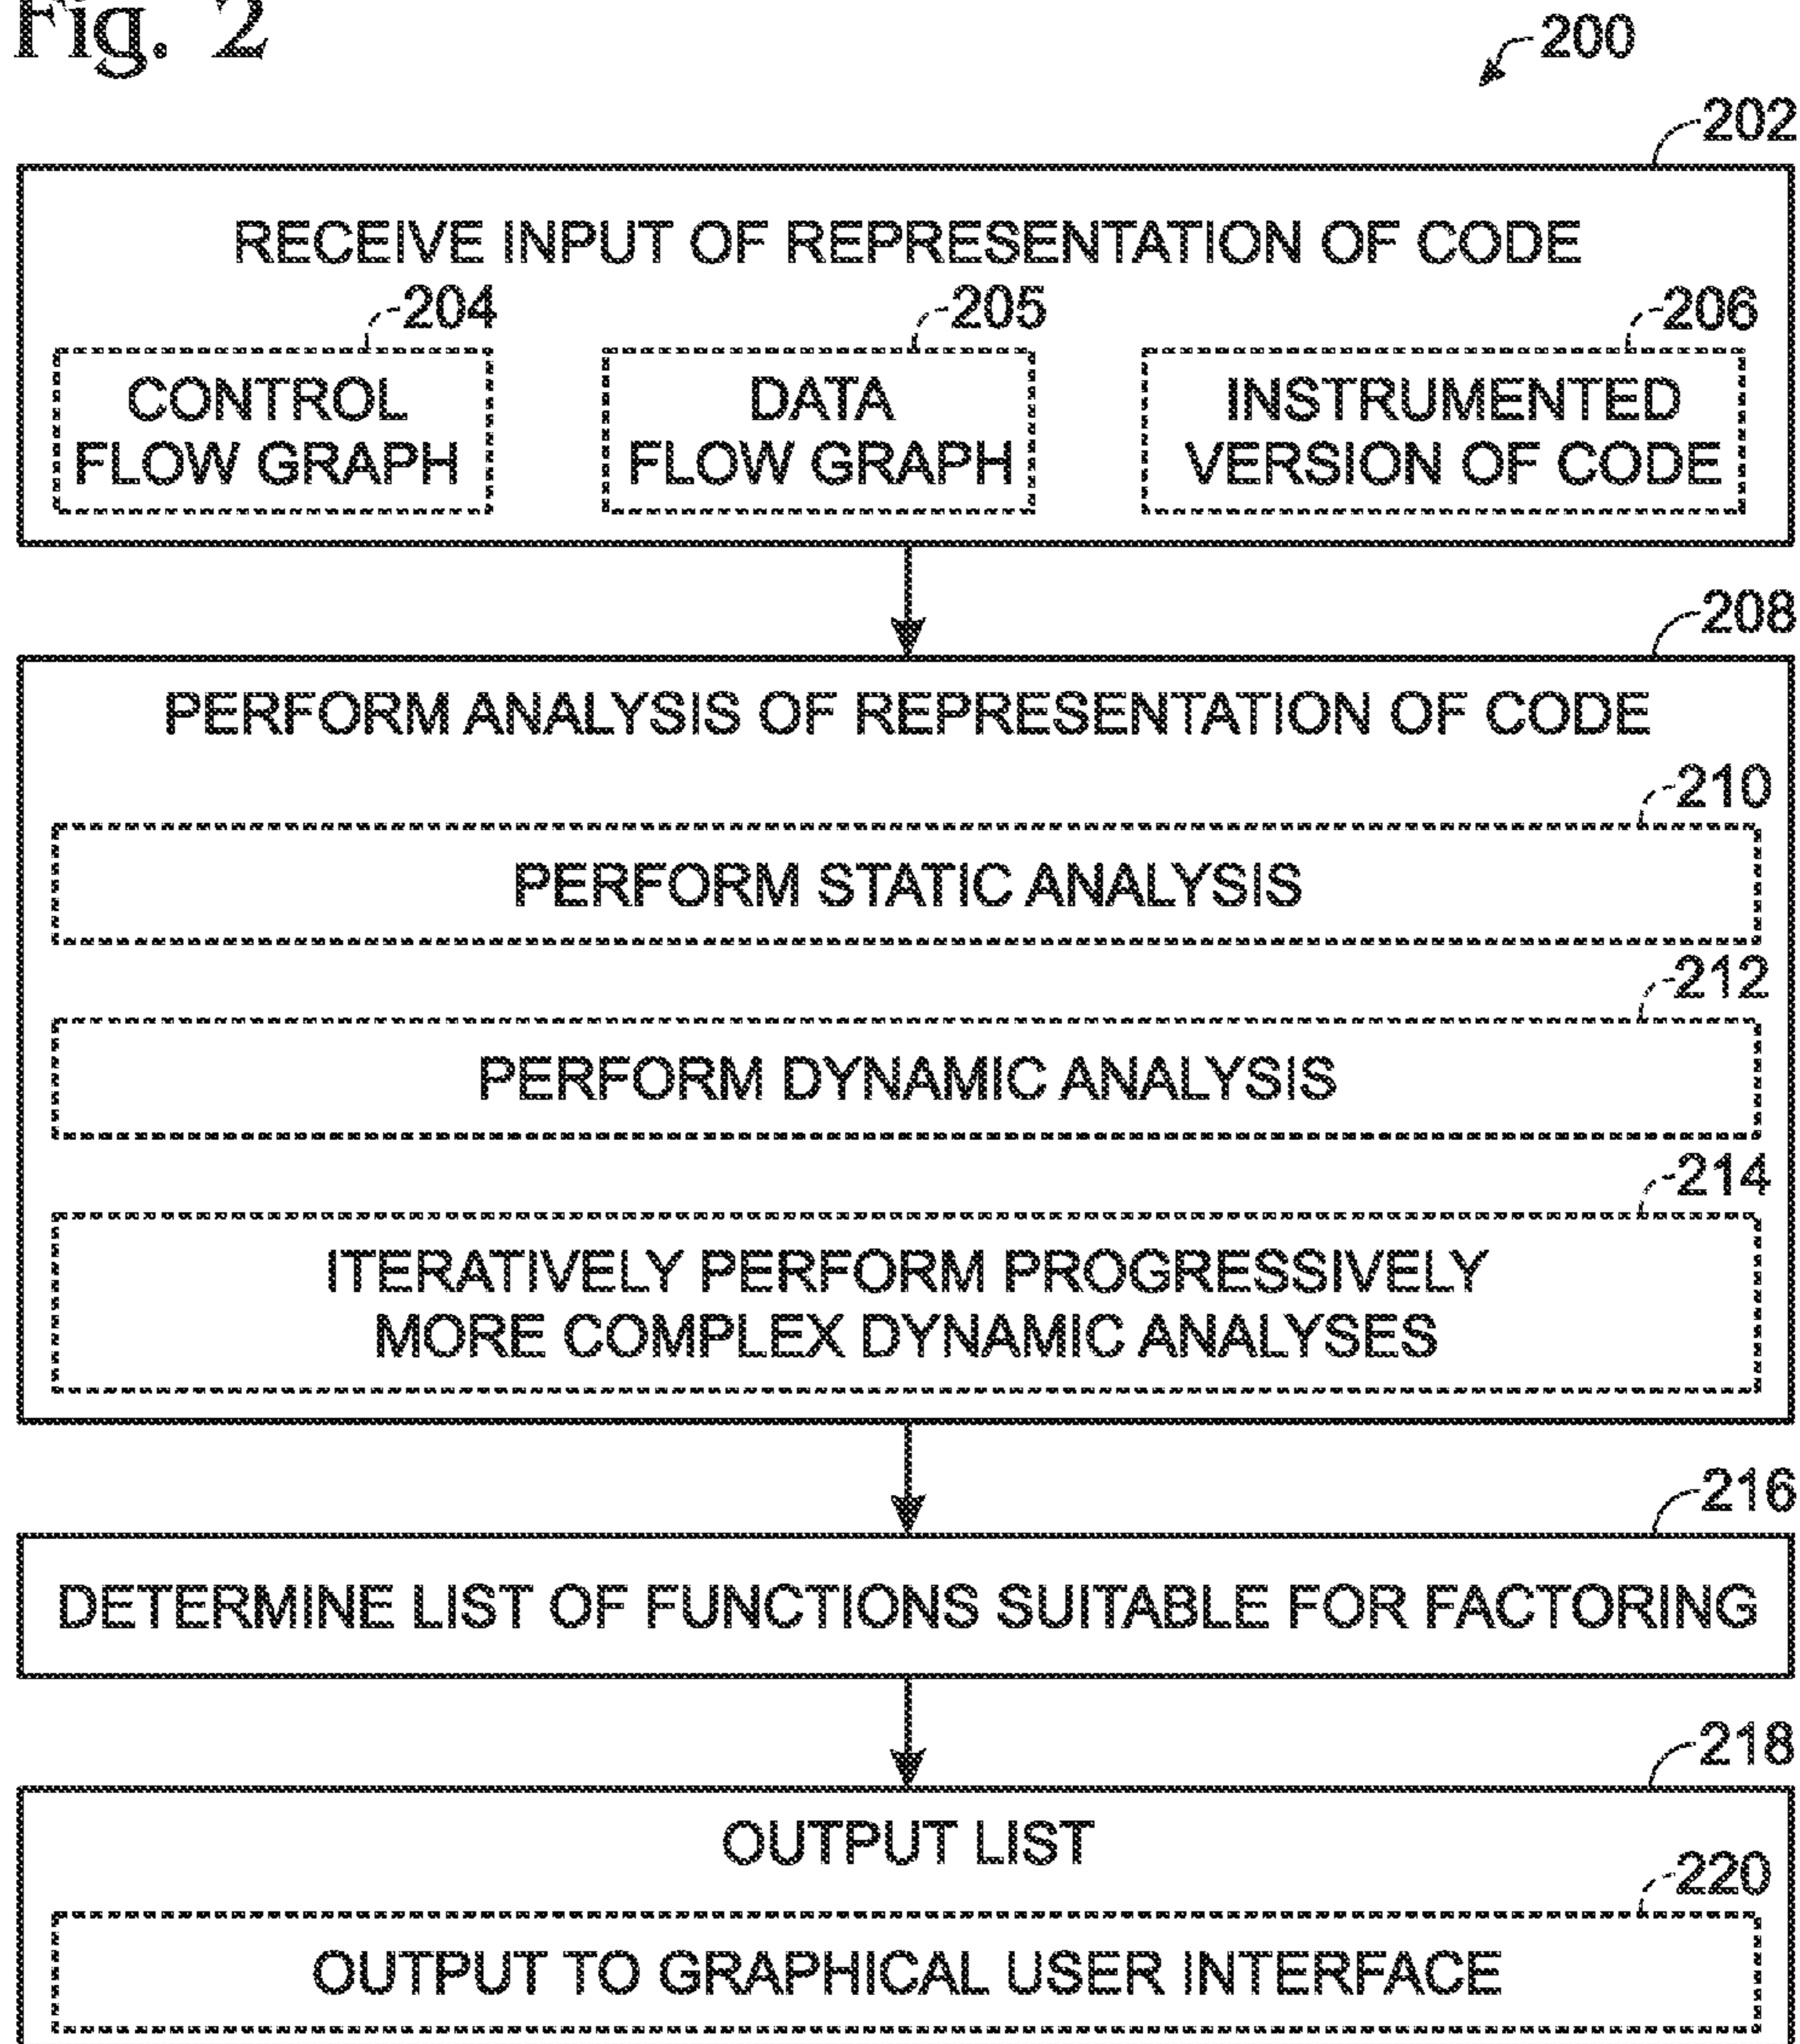 Fig. 2
200
202
RECEIVE INPUT OF REPRESENTATION OF CODE
204
205
206
CONTROL
FLOW GRAPH
DATA
FLOW GRAPH
INSTRUMENTED
VERSION OF CODE
208
PERFORM ANALYSIS OF REPRESENTATION OF CODE
210
PERFORM STATIC ANALYSIS
212
PERFORM DYNAMIC ANALYSIS
214
ITERATIVELY PERFORM PROGRESSIVELY
MORE COMPLEX DYNAMIC ANALYSES
216
DETERMINE LIST OF FUNCTIONS SUITABLE FOR FACTORING
218
OUTPUT LIST
220
OUTPUT TO GRAPHICAL USER INTERFACE